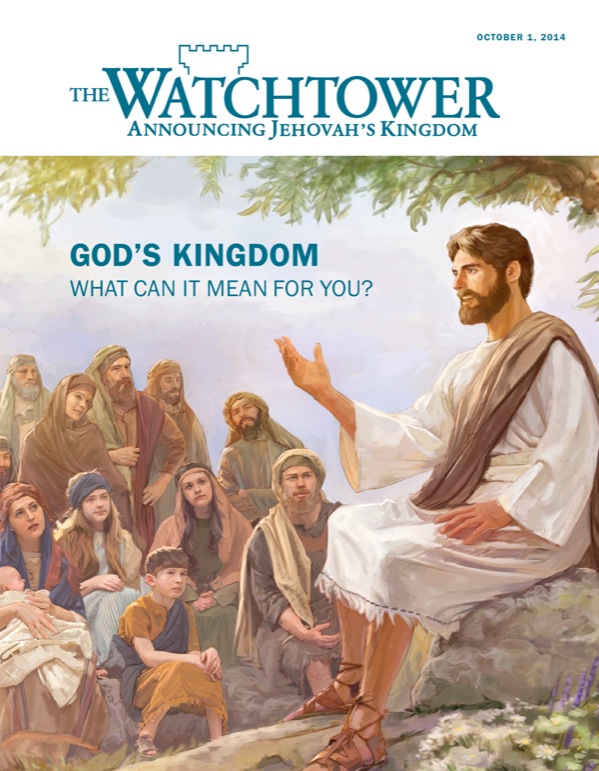 OCTOBER 1, 2014
THE WATCHTOWER
ANNOUNCING JEHOVAH'S KINGDOM
GOD'S KINGDOM
WHAT CAN IT MEAN FOR YOU?